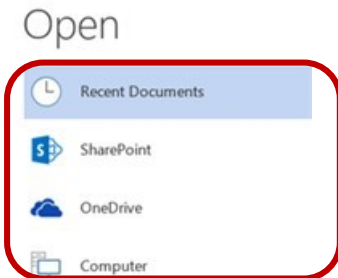 Open
Recent Documents
SharePoint
OneDrive
Computer